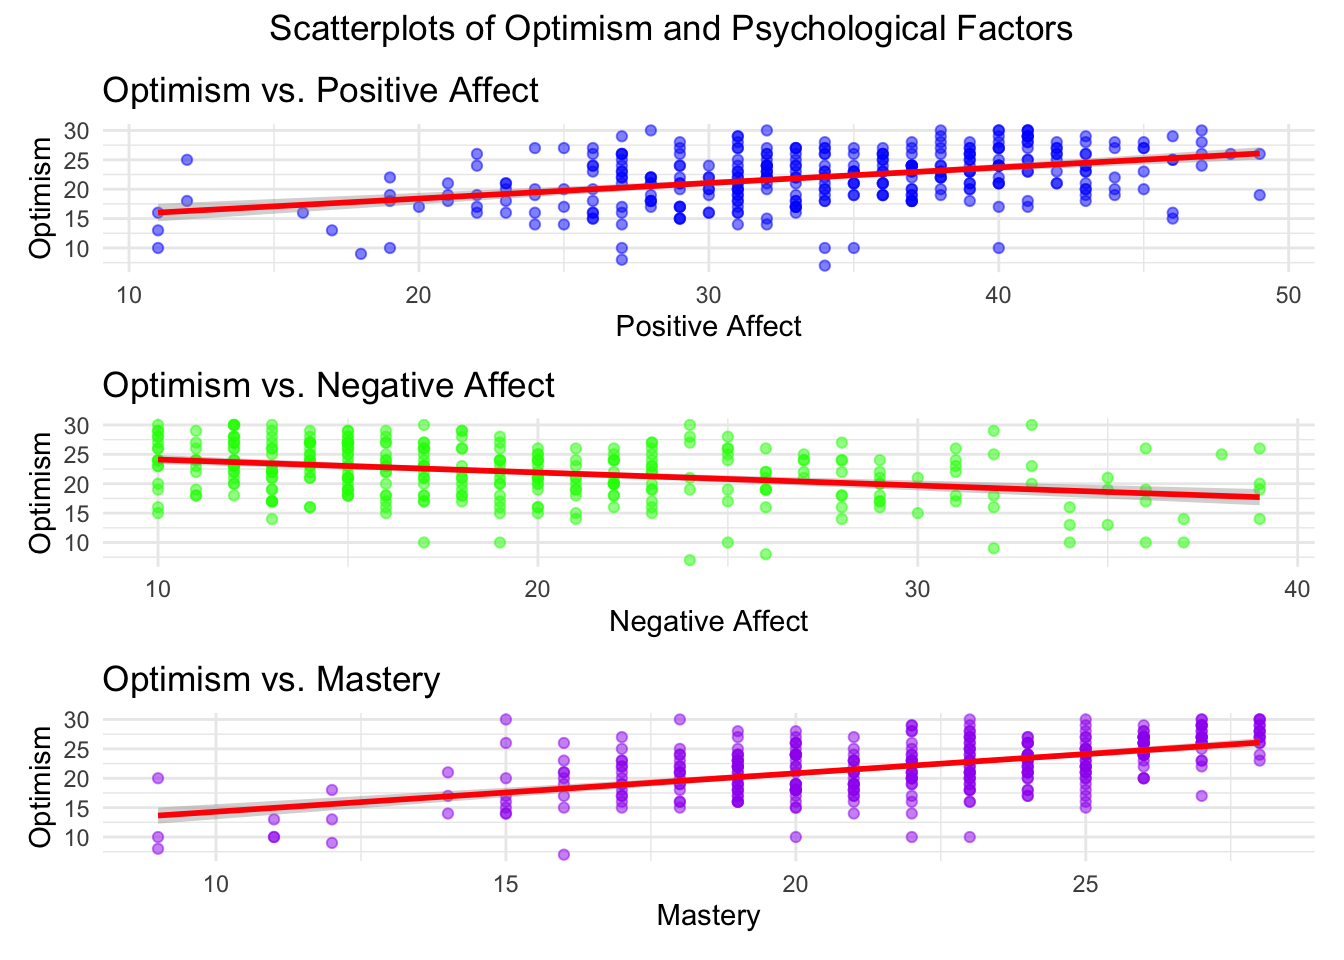 Scatterplots of Optimism and Psychological Factors
Optimism vs. Positive Affect
Optimism
30
25
20
15
10
10 20 30 40 50
Positive Affect
Optimism vs. Negative Affect
Optimism
30
25
20
15
10
10 20 30 40
Negative Affect
Optimism vs. Mastery
Optimism
30
25
20
15
10
10 15 20 25
Mastery